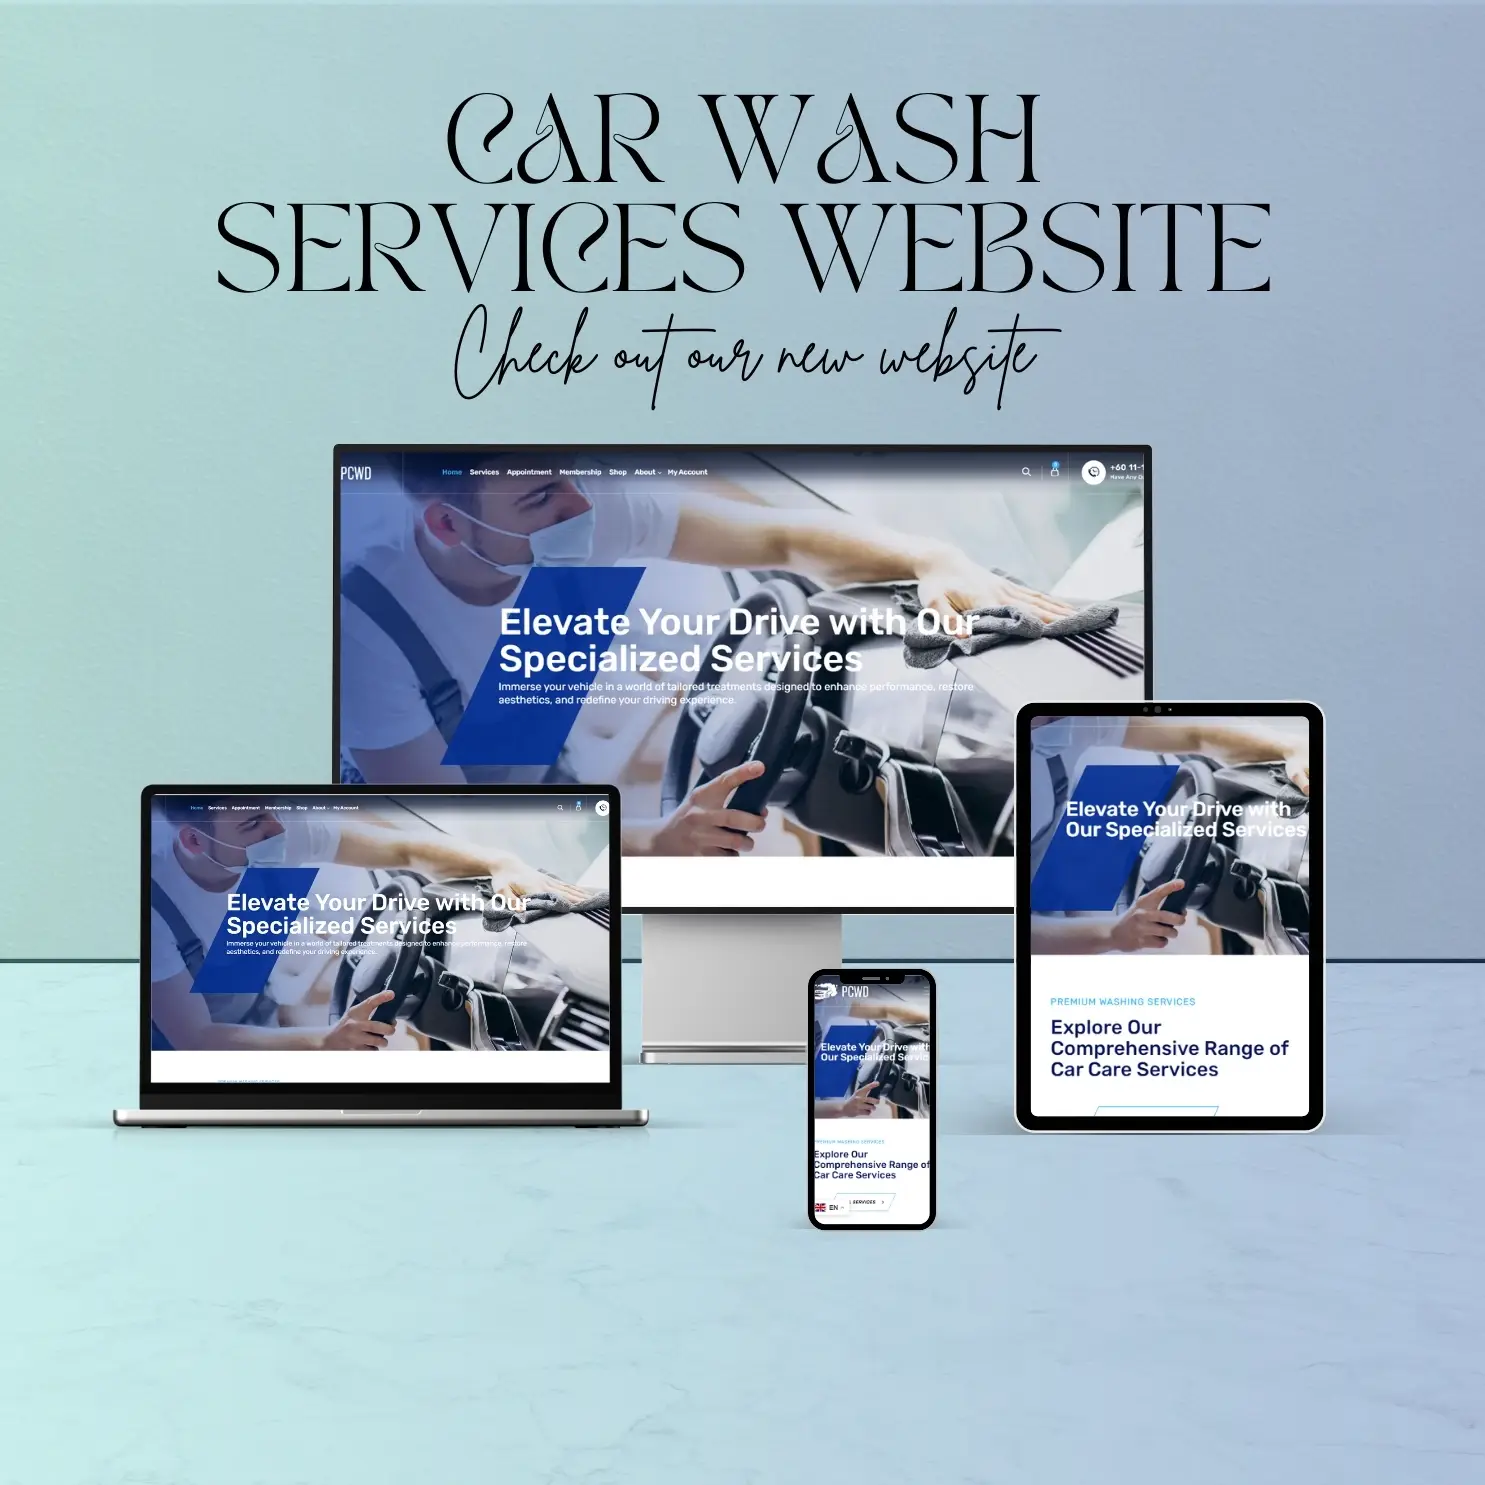 CAR WASH
SERVICES WEBSITE
Check out our new website
PCWD
Home Services Appointment Membership Shop About My Account
+60 11-1
Have Any
Elevate Your Drive with Our
Specialized Services
Immerse your vehicle in a world of tailored treatments designed to enhance performance, restore
aesthetics, and redefine your driving experience.
Home Services Appointment Membership Shop About My Account
Elevate Your Drive with Our
Specialized Services
Immerse your vehicle in a world of tailored treatments designed to enhance performance, restore
aesthetics, and redefine your driving experience.
PCWD
Elevate Your Drive with
Our Specialized Servic
PREMIUM WASHING SERVICES
Explore Our
Comprehensive Range of
Car Care Services
SERVICES
EN
Elevate Your Drive with
Our Specialized Services
PREMIUM WASHING SERVICES
Explore Our
Comprehensive Range of
Car Care Services